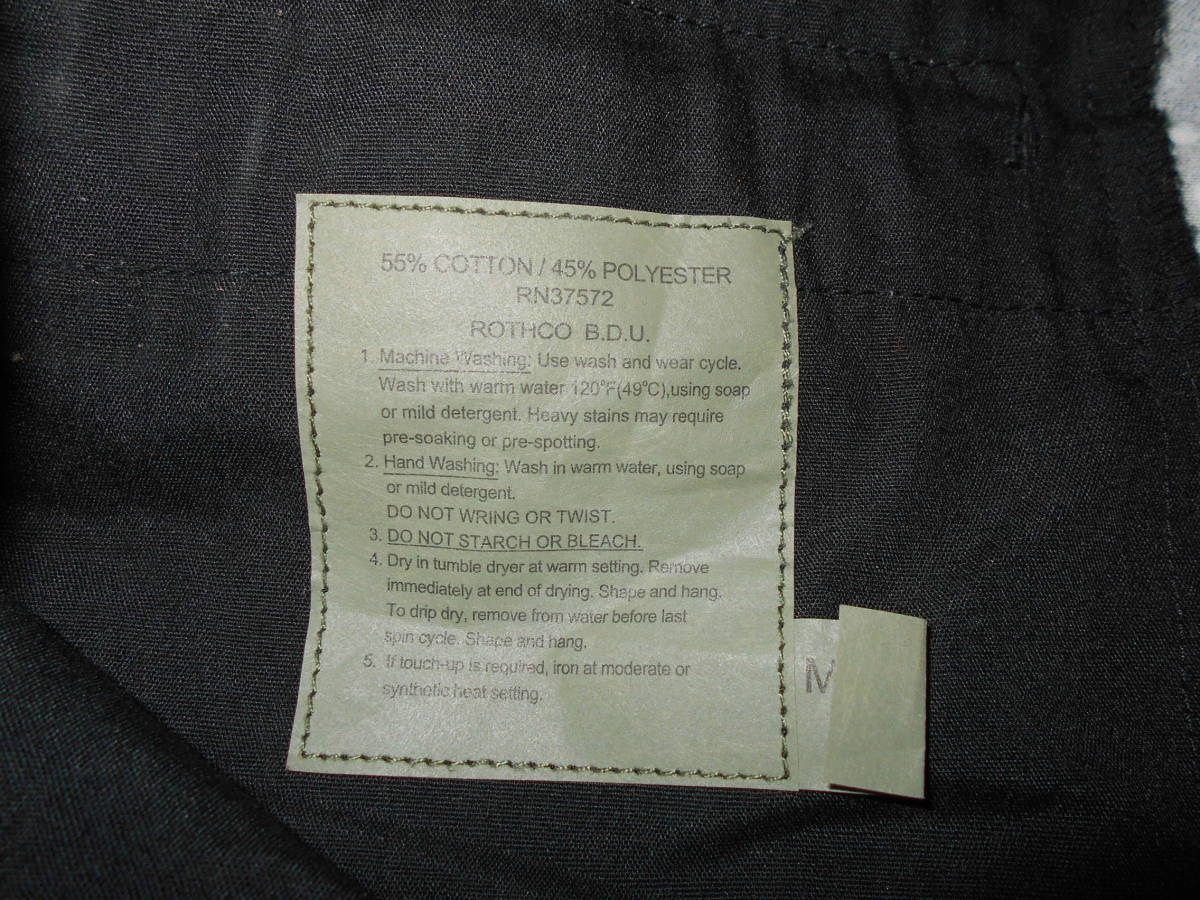 55% COTTON / 45% POLYESTER
RN37572
ROTHCO B.D.U.
1. Machine Washing: Use wash and wear cycle.
Wash with warm water 120°F(49°C),using soap
or mild detergent. Heavy stains may require
pre-soaking or pre-spotting.
2. Hand Washing: Wash in warm water, using soap
or mild detergent.
DO NOT WRING OR TWIST.
3. DO NOT STARCH OR BLEACH.
4. Dry in tumble dryer at warm setting. Remove
immediately at end of drying. Shape and hang.
To drip dry, remove from water before last
spin cycle. Shape and hang.
5. If touch-up is required, iron at moderate or
synthetic heat setting.
M